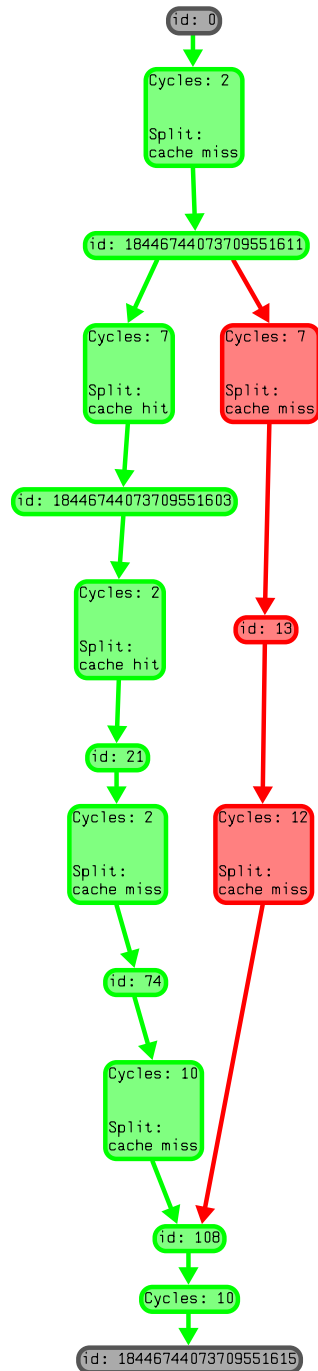 id: 0
Cycles: 2
Split:
cache miss
id: 18446744073709551611
Cycles: 7
Split:
cache hit
Cycles: 7
Split:
cache miss
id: 18446744073709551603
Cycles: 2
Split:
cache hit
id: 13
id: 21
Cycles: 2
Split:
cache miss
Cycles: 12
Split:
cache miss
id: 74
Cycles: 10
Split:
cache miss
id: 108
Cycles: 10
id: 18446744073709551615